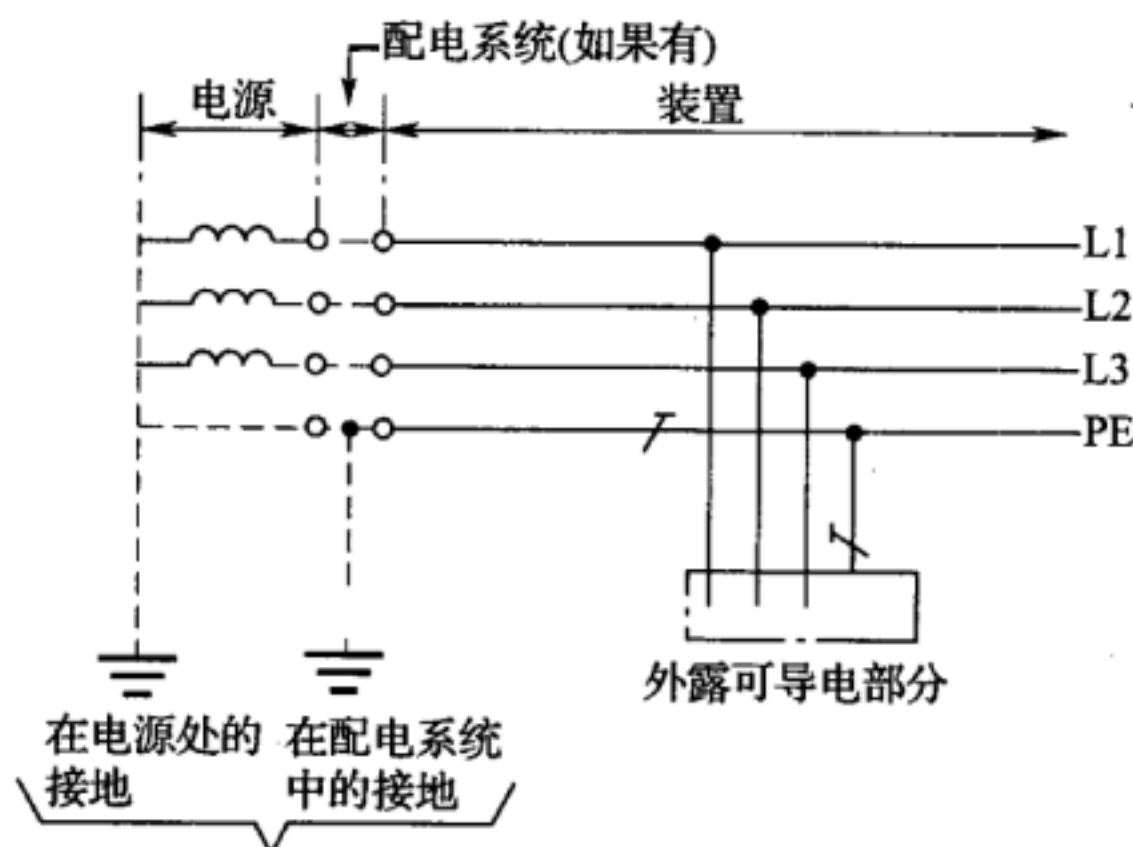 配电系统(如果有)
电源
装置
L1
L2
L3
PE
外露可导电部分
在电源处的
接地
在配电系统
中的接地